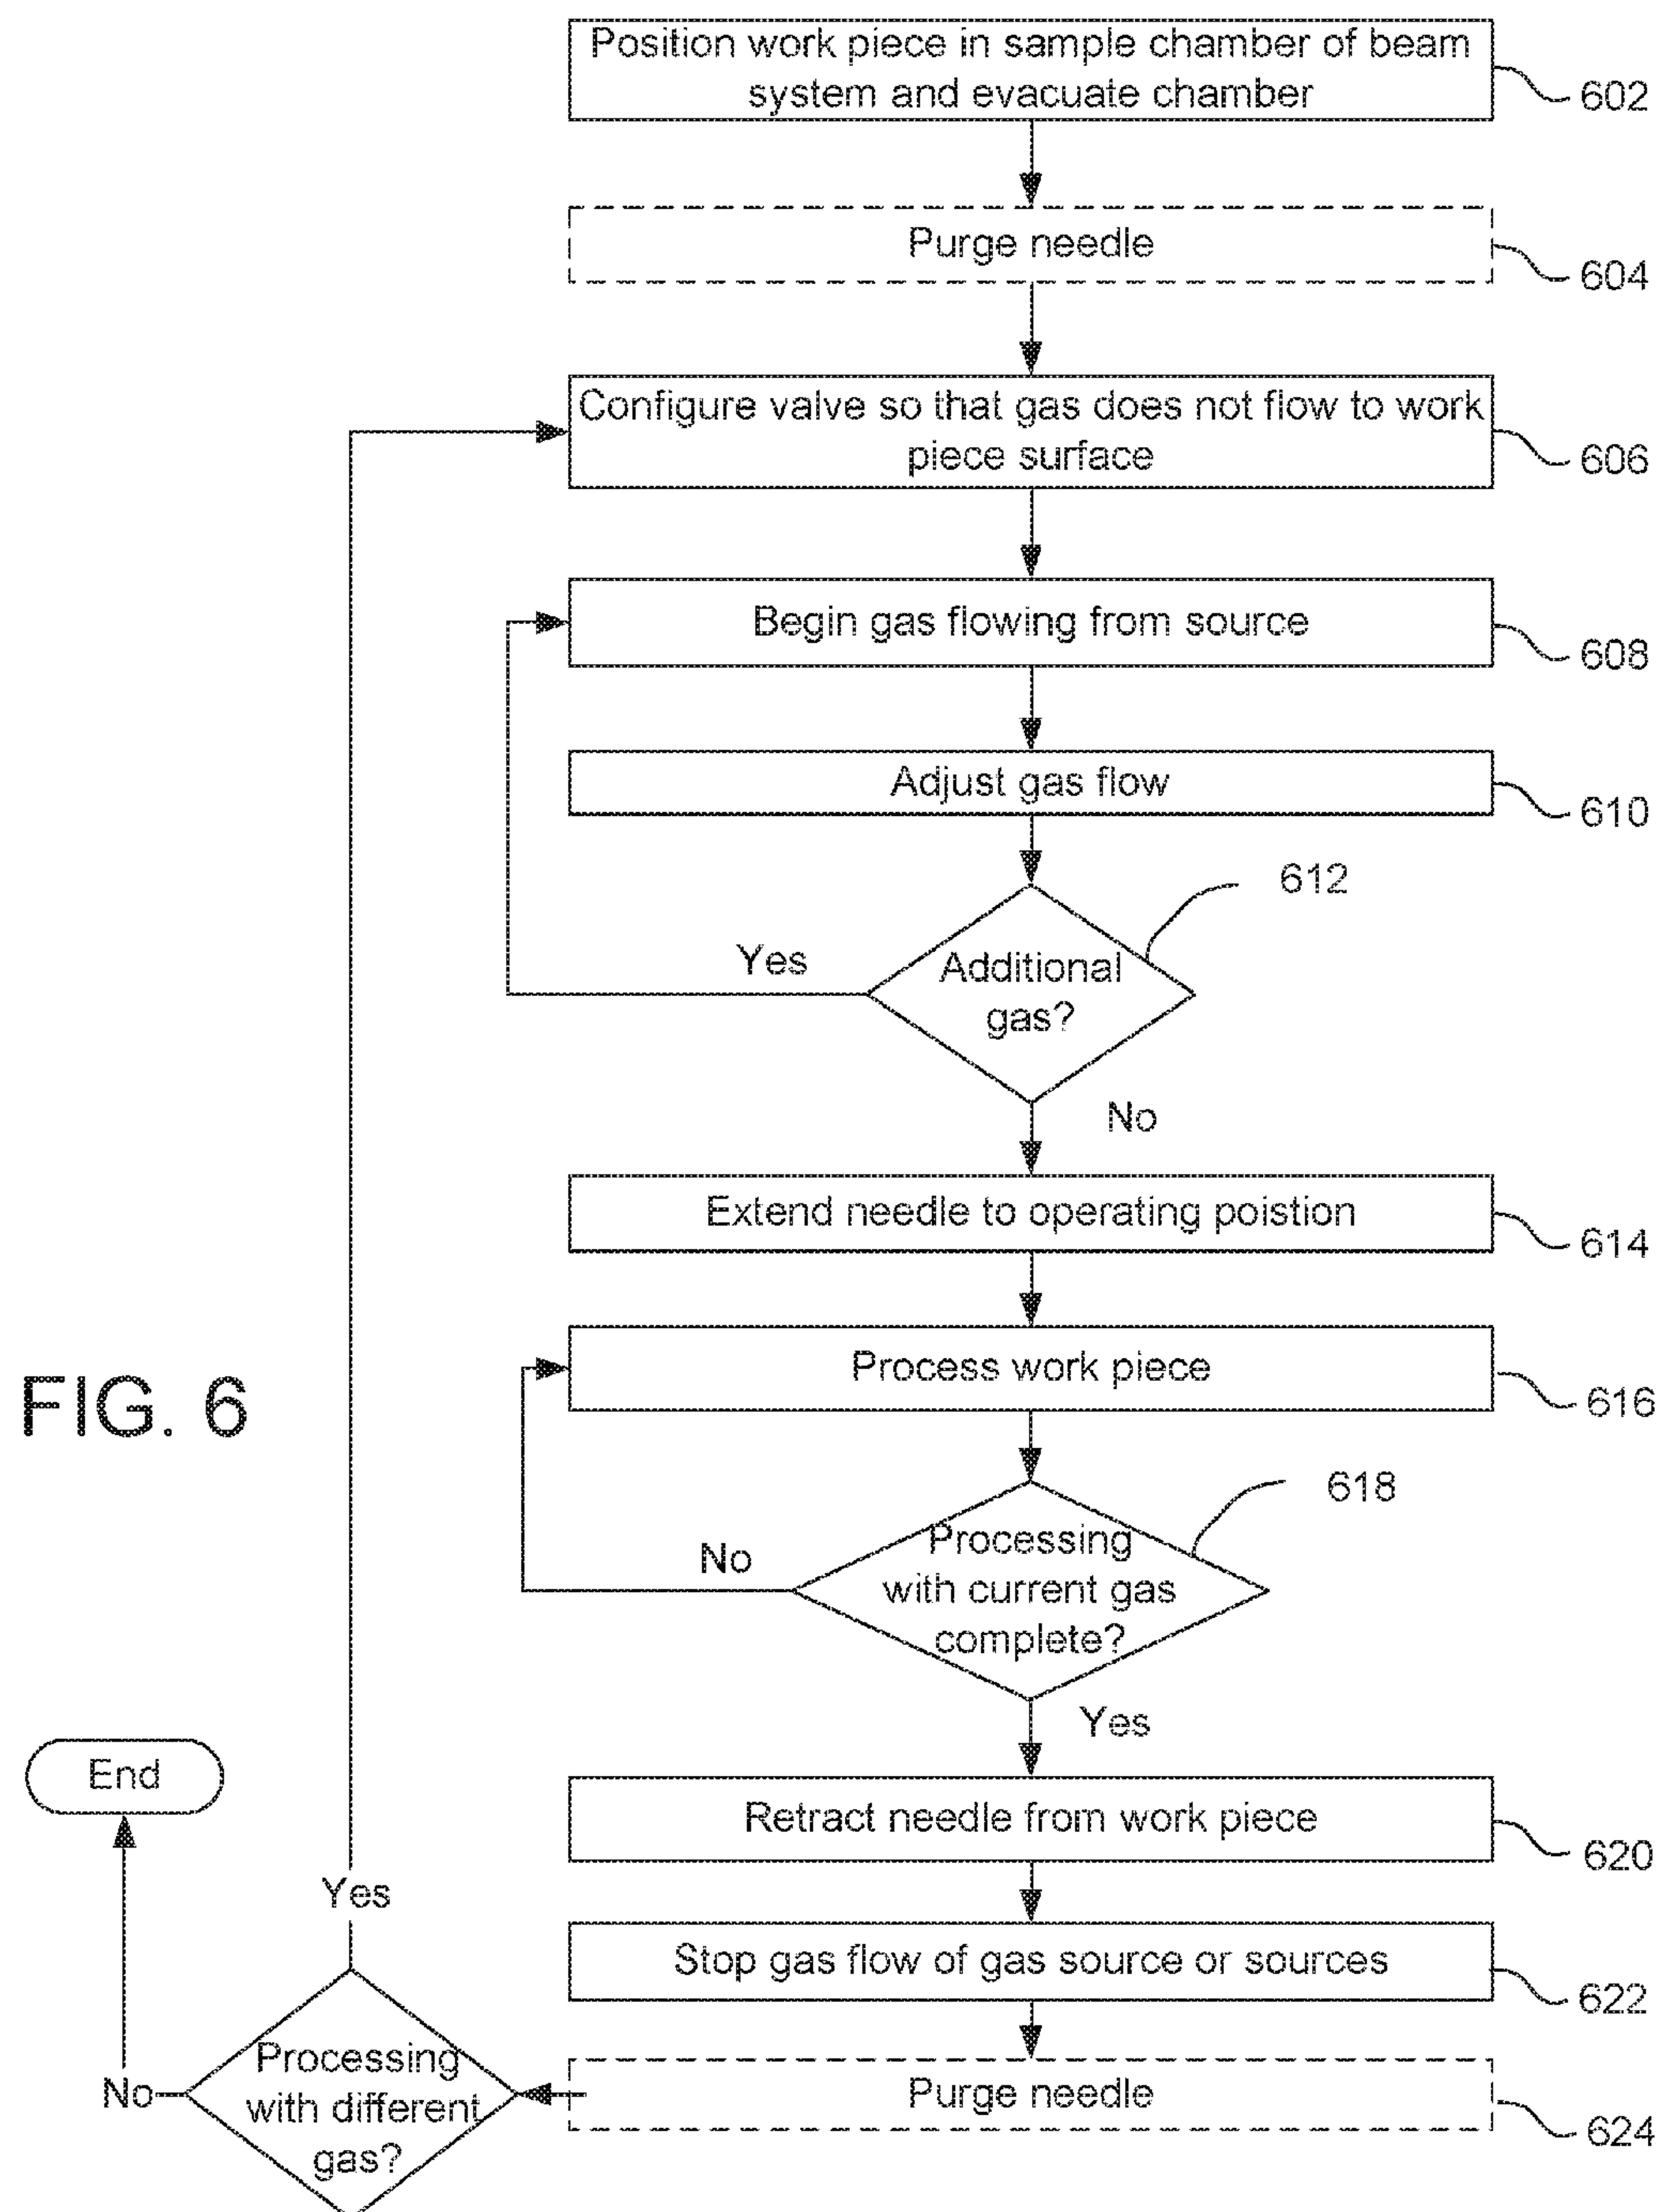 Position work piece in sample chamber of beam
system and evacuate chamber
602
Purge needle
604
Configure valve so that gas does not flow to work
piece surface
606
Begin gas flowing from source
608
Adjust gas flow
610
612
Yes
Additional
gas?
No
Extend needle to operating poistion
614
Process work piece
616
FIG. 6
618
No
Processing
with current gas
complete?
Yes
Retract needle from work piece
620
Stop gas flow of gas source or sources
622
Purge needle
624
Processing
with different
gas?
Yes
No
End